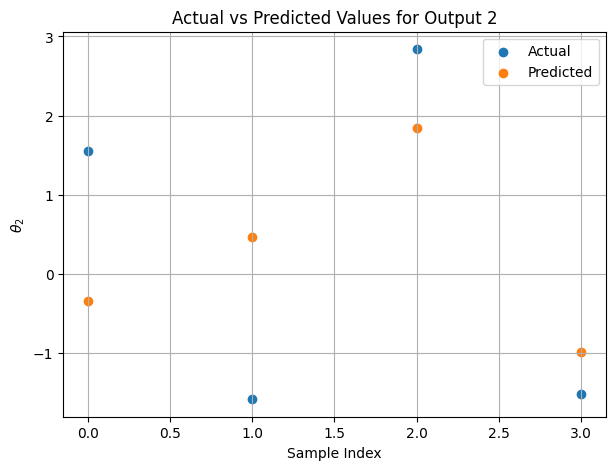 Actual vs Predicted Values for Output 2
Actual
Predicted
3
2
1
0
−1
θ₂
0.0 0.5 1.0 1.5 2.0 2.5 3.0
Sample Index